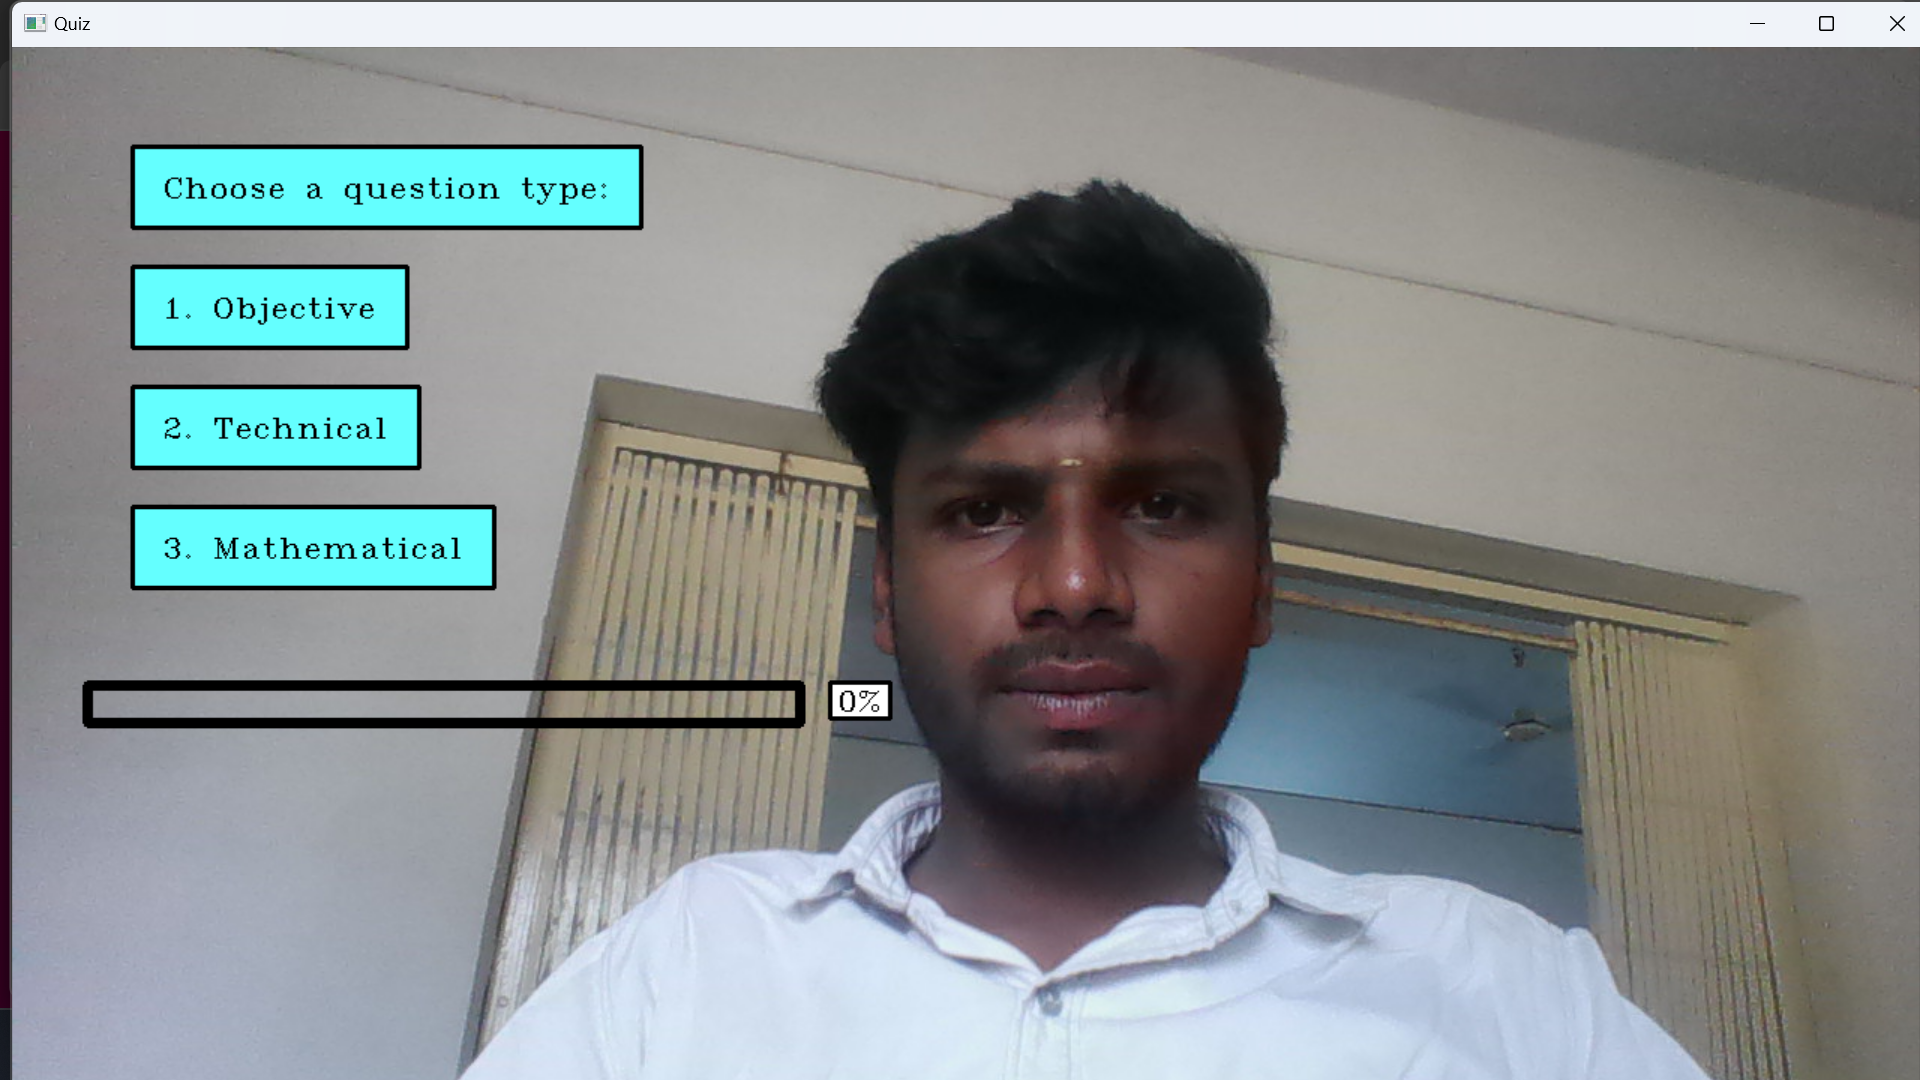 Quiz
Choose a question type:
1. Objective
2. Technical
3. Mathematical
0%